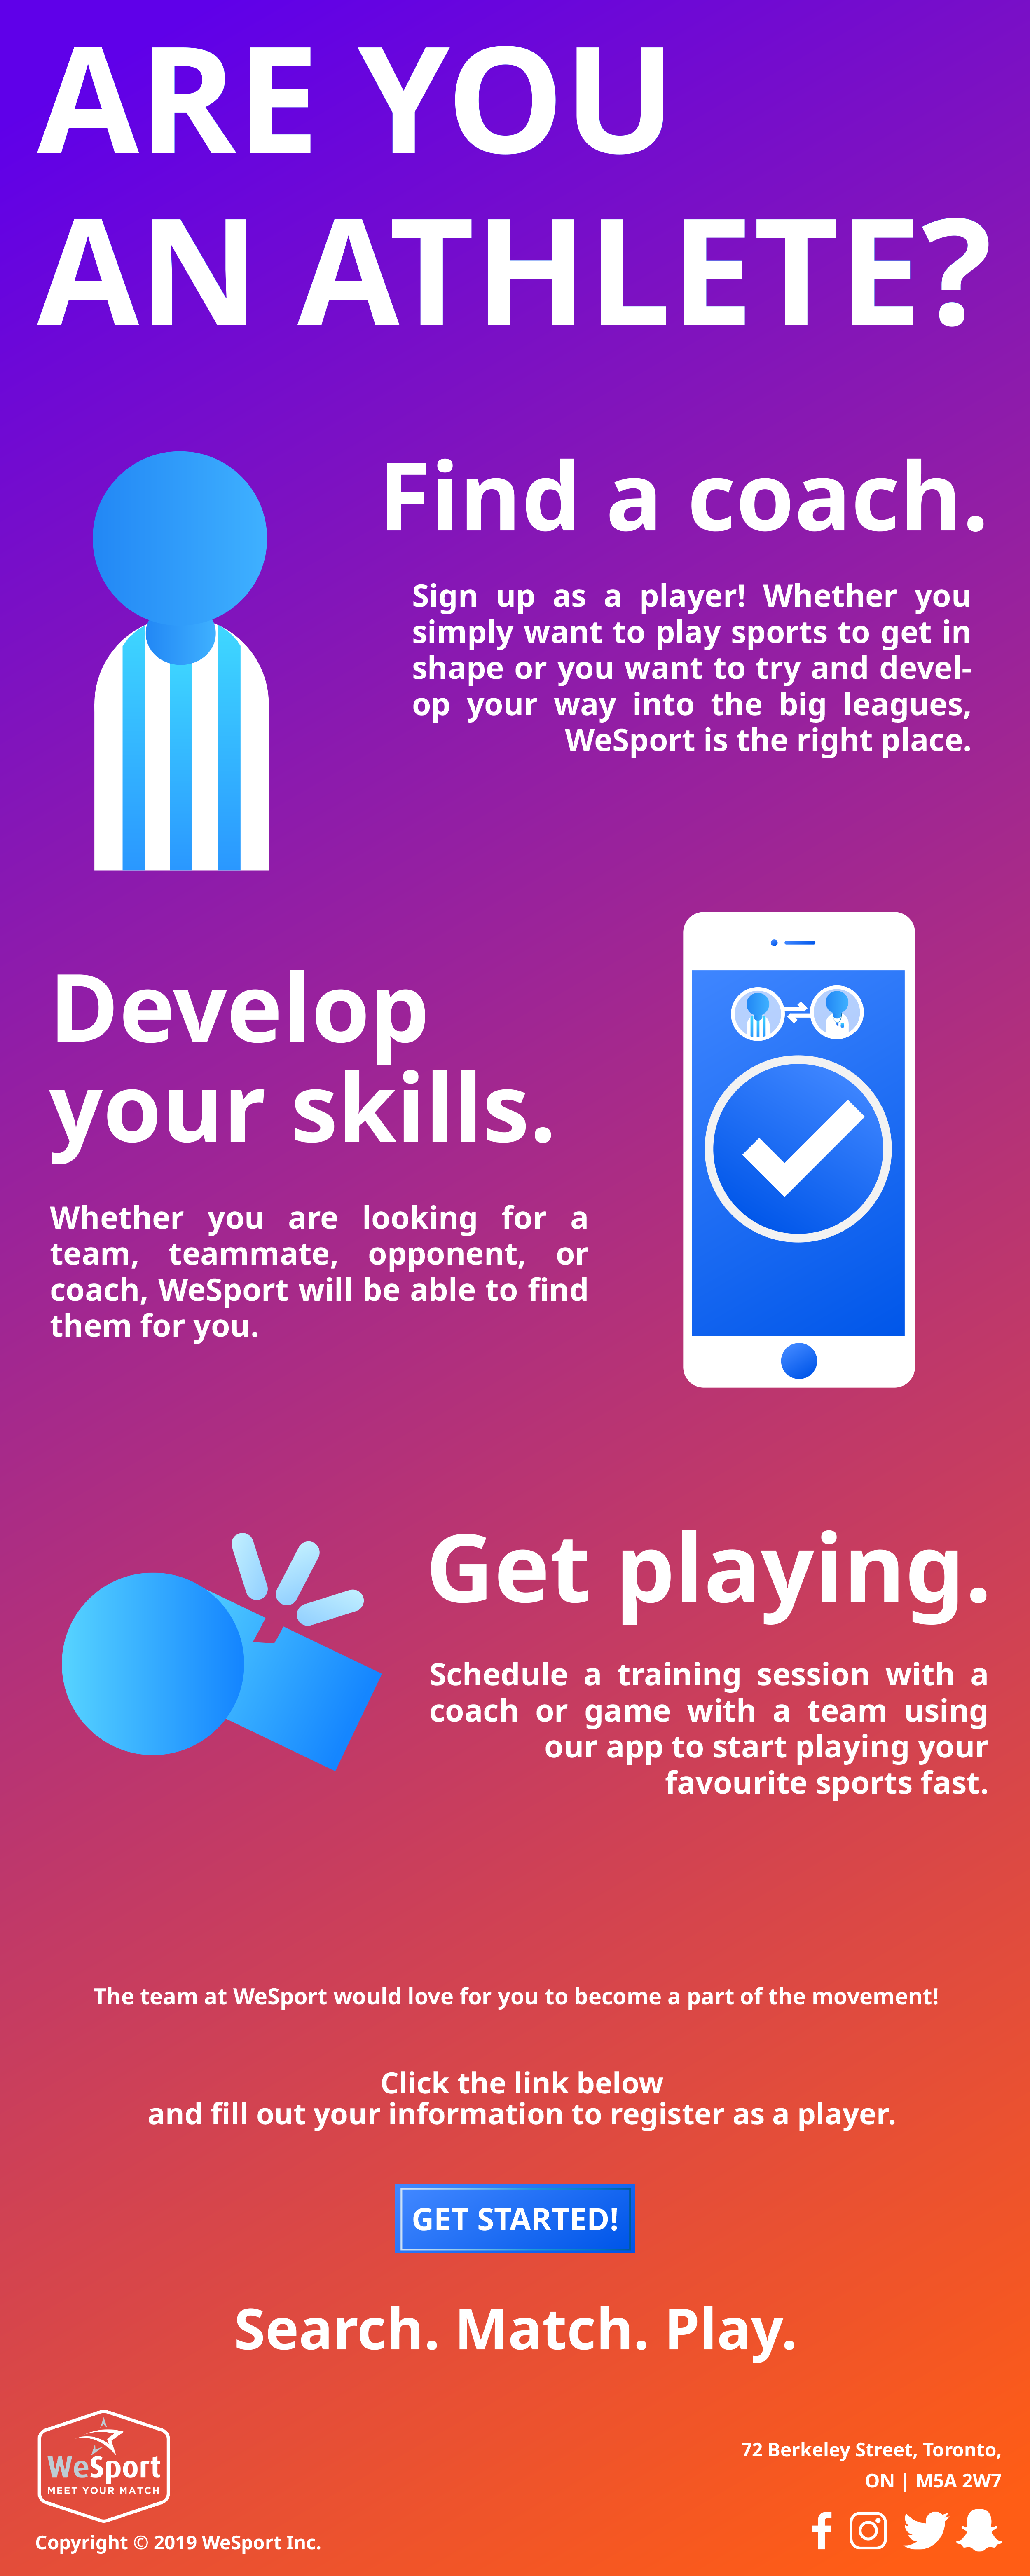 ARE YOU
AN ATHLETE?
Find a coach.
Sign up as a player! Whether you
simply want to play sports to get in
shape or you want to try and devel-
op your way into the big leagues,
WeSport is the right place.
Develop
your skills.
Whether you are looking for a
team, teammate, opponent, or
coach, WeSport will be able to find
them for you.
Get playing.
Schedule a training session with a
coach or game with a team using
our app to start playing your
favourite sports fast.
The team at WeSport would love for you to become a part of the movement!
Click the link below
and fill out your information to register as a player.
GET STARTED!
Search. Match. Play.
WeSport
MEET YOUR MATCH
Copyright © 2019 WeSport Inc.
72 Berkeley Street, Toronto,
ON | M5A 2W7